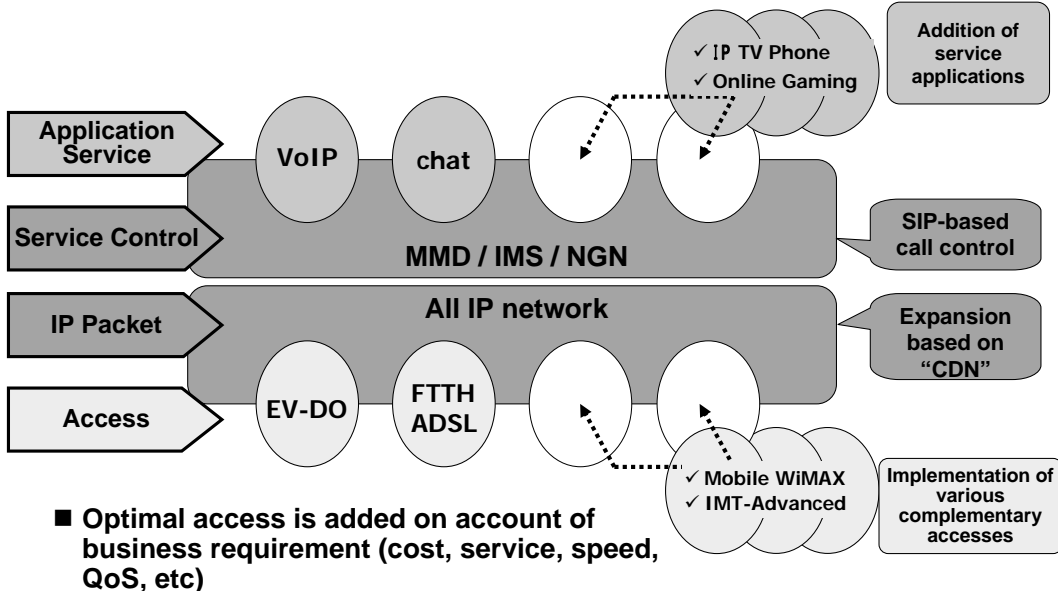 ✓ IP TV Phone
✓ Online Gaming
Addition of
service
applications
Application
Service
VoIP
chat
Service Control
MMD / IMS / NGN
SIP-based
call control
IP Packet
All IP network
Expansion
based on
“CDN”
Access
EV-DO
FTTH
ADSL
✓ Mobile WiMAX
✓ IMT-Advanced
Implementation of
various
complementary
accesses
■ Optimal access is added on account of
business requirement (cost, service, speed,
QoS, etc)